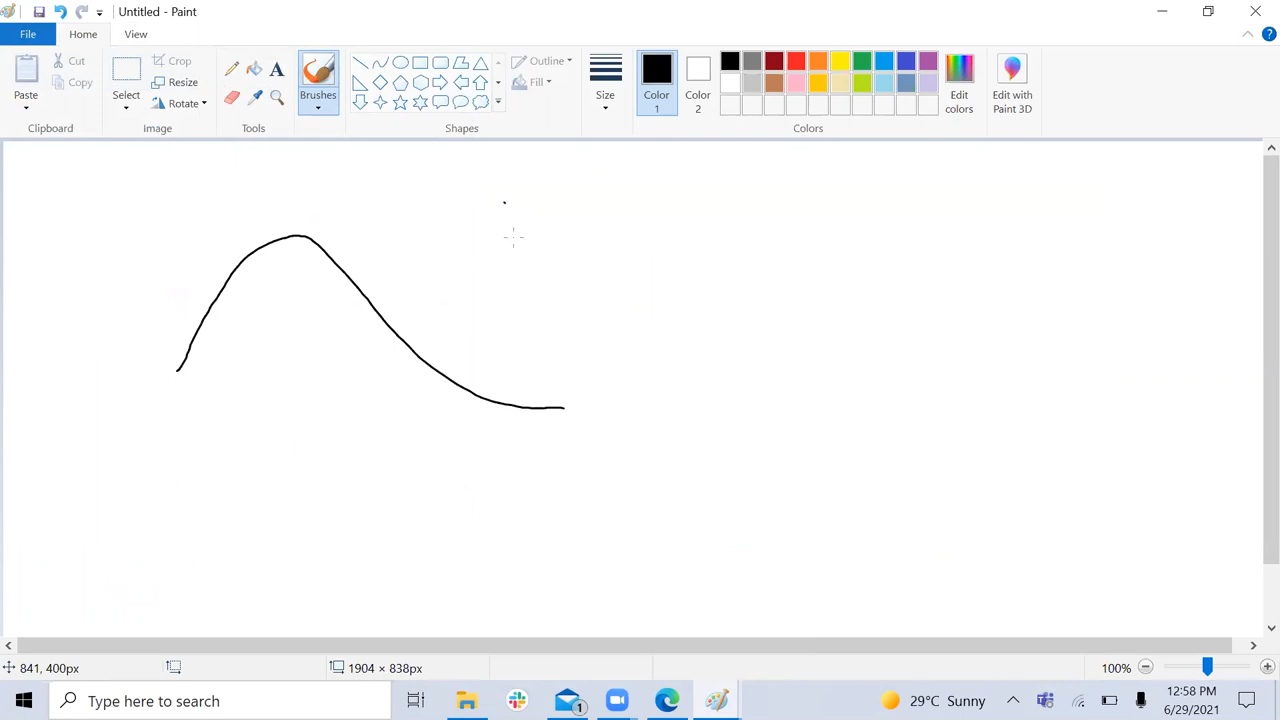 Untitled - Paint
File Home View
Paste
Cut
Copy
Clipboard
Select
Crop
Resize
Rotate
Image
Tools
Brushes
Outline
Fill
Shapes
Size
Color 1
Color 2
Edit colors
Edit with Paint 3D
Colors
841, 400px
1904 × 838px
100%
Type here to search
1
29°C Sunny
12:58 PM
6/29/2021